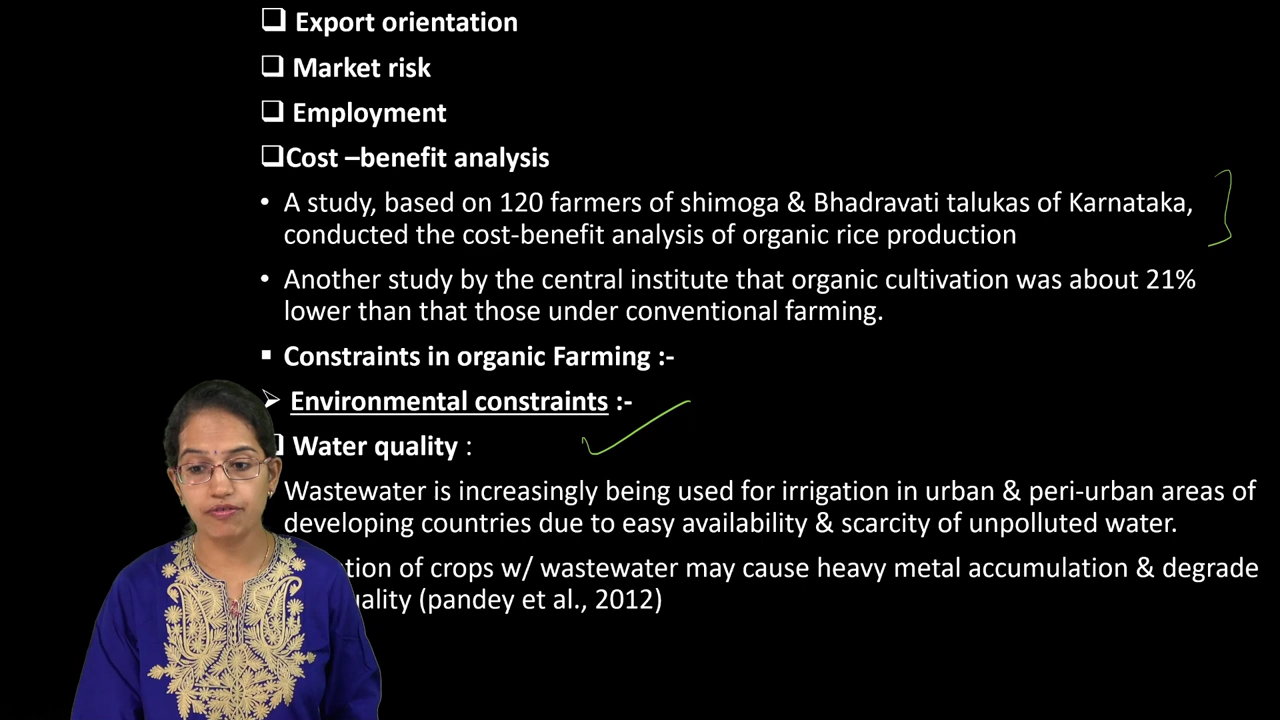 Export orientation
Market risk
Employment
Cost –benefit analysis
• A study, based on 120 farmers of shimoga & Bhadravati talukas of Karnataka,
conducted the cost-benefit analysis of organic rice production
• Another study by the central institute that organic cultivation was about 21%
lower than that those under conventional farming.
▪ Constraints in organic Farming :-
Environmental constraints :-
Water quality :
Wastewater is increasingly being used for irrigation in urban & peri-urban areas of
developing countries due to easy availability & scarcity of unpolluted water.
of crops w/ wastewater may cause heavy metal accumulation & degrade
(pandey et al., 2012)